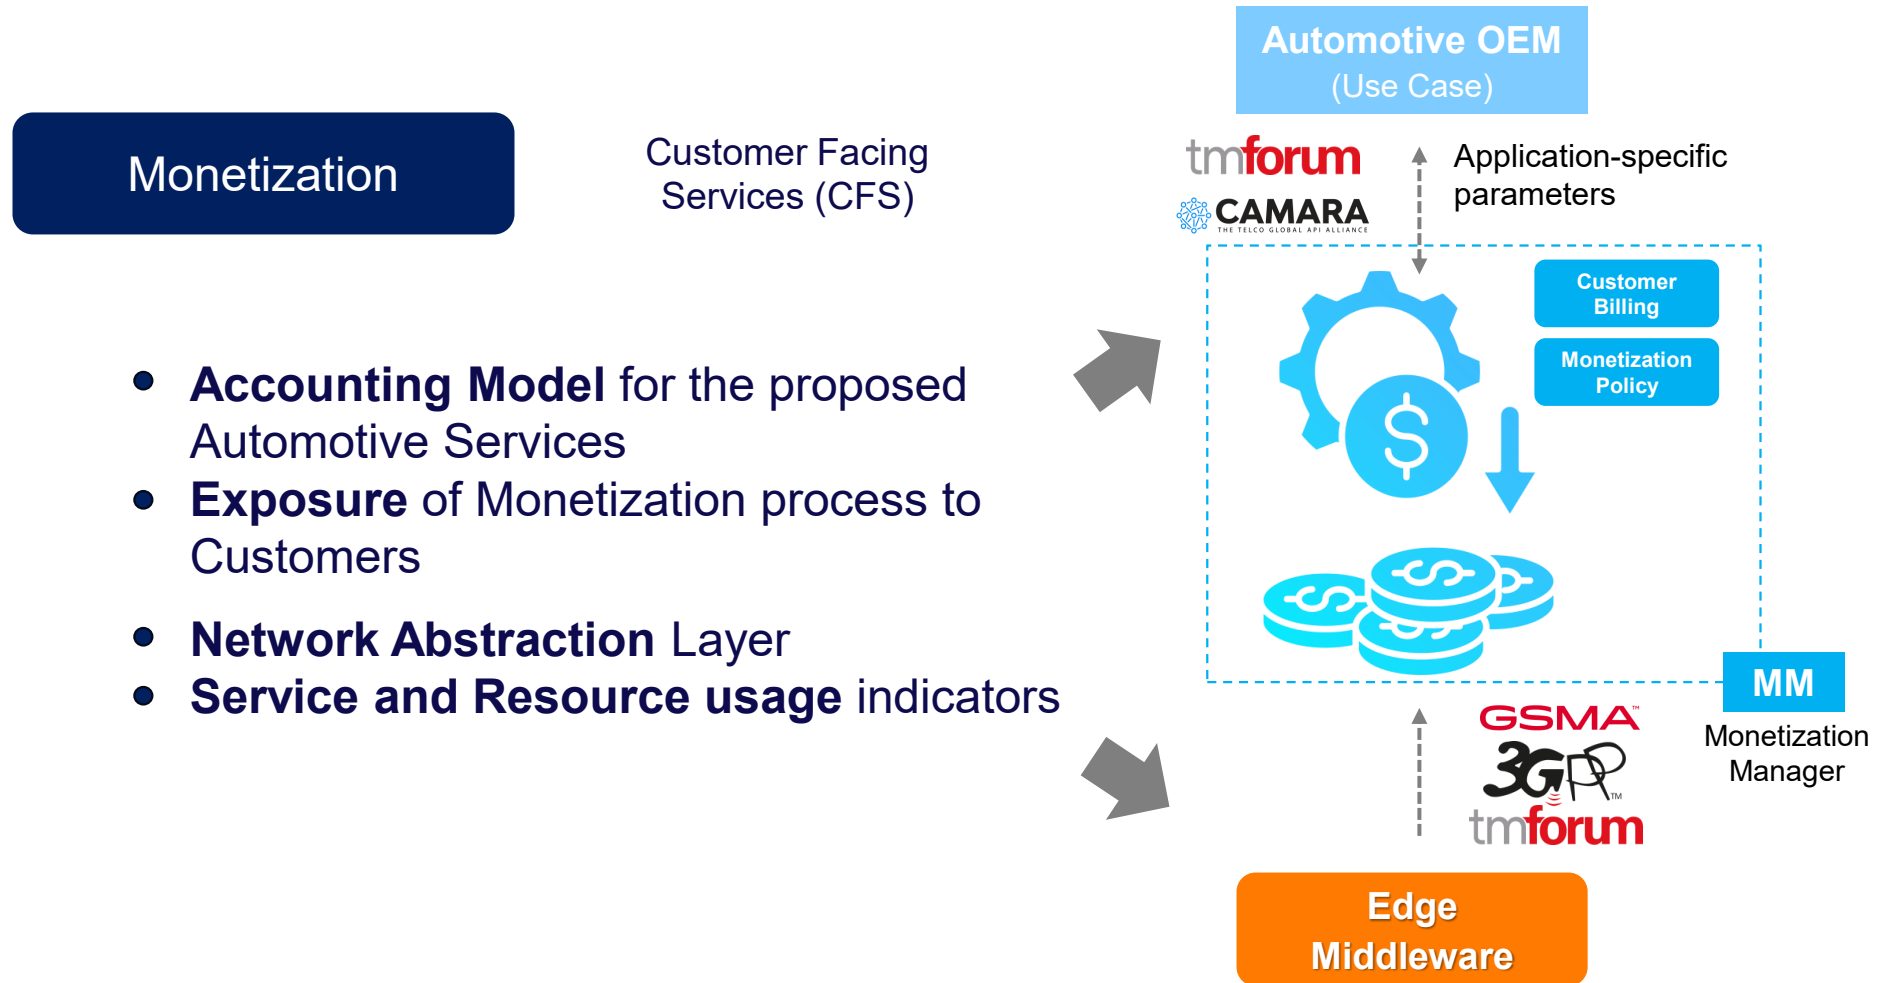 Monetization
Customer Facing
Services (CFS)
Accounting Model for the proposed
Automotive Services
Exposure of Monetization process to
Customers
Network Abstraction Layer
Service and Resource usage indicators
Automotive OEM
(Use Case)
tmforum
CAMARA
THE TELCO GLOBAL API ALLIANCE
Application-specific
parameters
Customer
Billing
Monetization
Policy
$
$ $
$
MM
Monetization
Manager
GSMA™
3GPP™
tmforum
Edge
Middleware